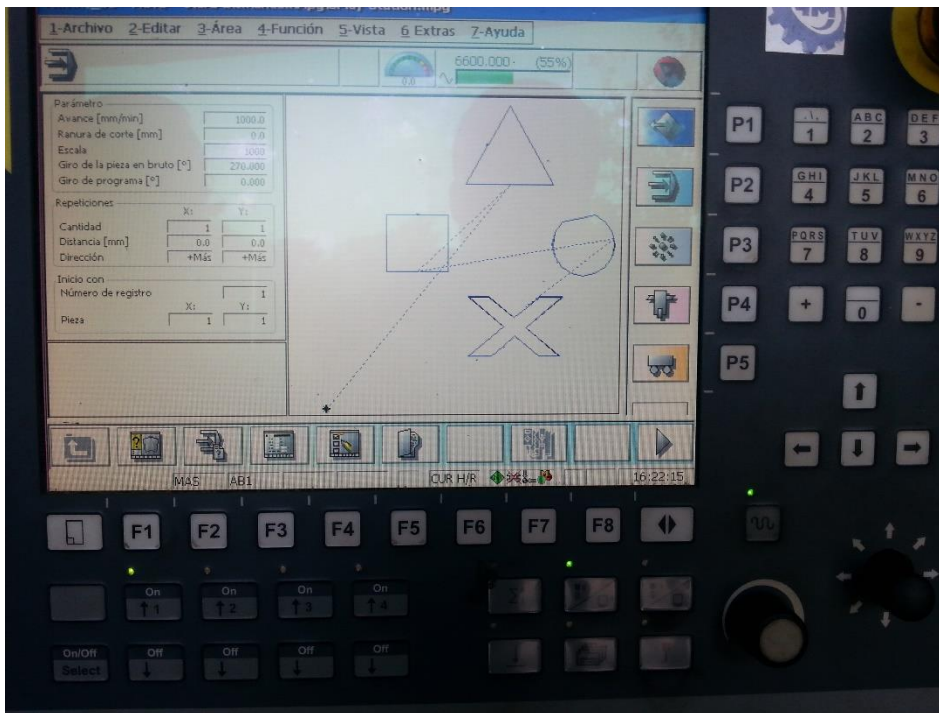 1-Archivo 2-Editar 3-Área 4-Función 5-Vista 6 Extras 7-Ayuda
6600.000- (55%)
0.0
Parámetro
Avance [mm/min] 1000.0
Ranura de corte [mm] 0.0
Escala 1000
Giro de la pieza en bruto [°] 270.000
Giro de programa [°] 0.000
Repeticiones
X: Y:
Cantidad 1 1
Distancia [mm] 0.0 0.0
Dirección +Más +Más
Inicio con
Número de registro 1
X: Y:
Pieza 1 1
MAS AB1 CUR H/R 16:22:15
P1 .\, 1 ABC 2 DEF 3
P2 GHI 4 JKL 5 MNO 6
P3 PQRS 7 TUV 8 WXYZ 9
P4 + 0 -
P5
F1 F2 F3 F4 F5 F6 F7 F8
On 1 On 2 On 3 On 4
On/Off Select Off Off Off Off